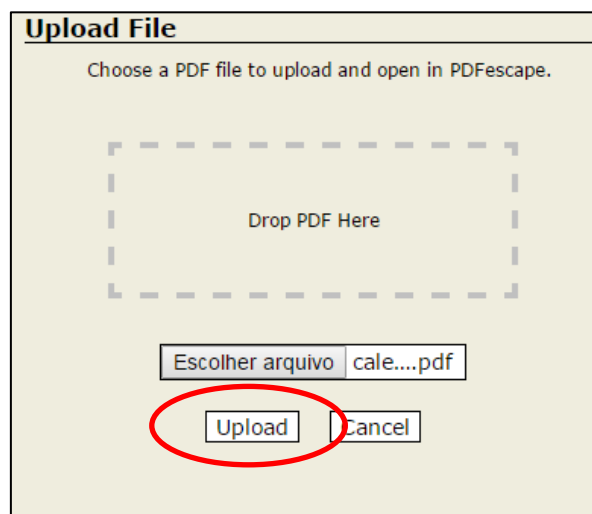 Upload File
Choose a PDF file to upload and open in PDFescape.
Drop PDF Here
Escolher arquivo cale....pdf
Upload Cancel